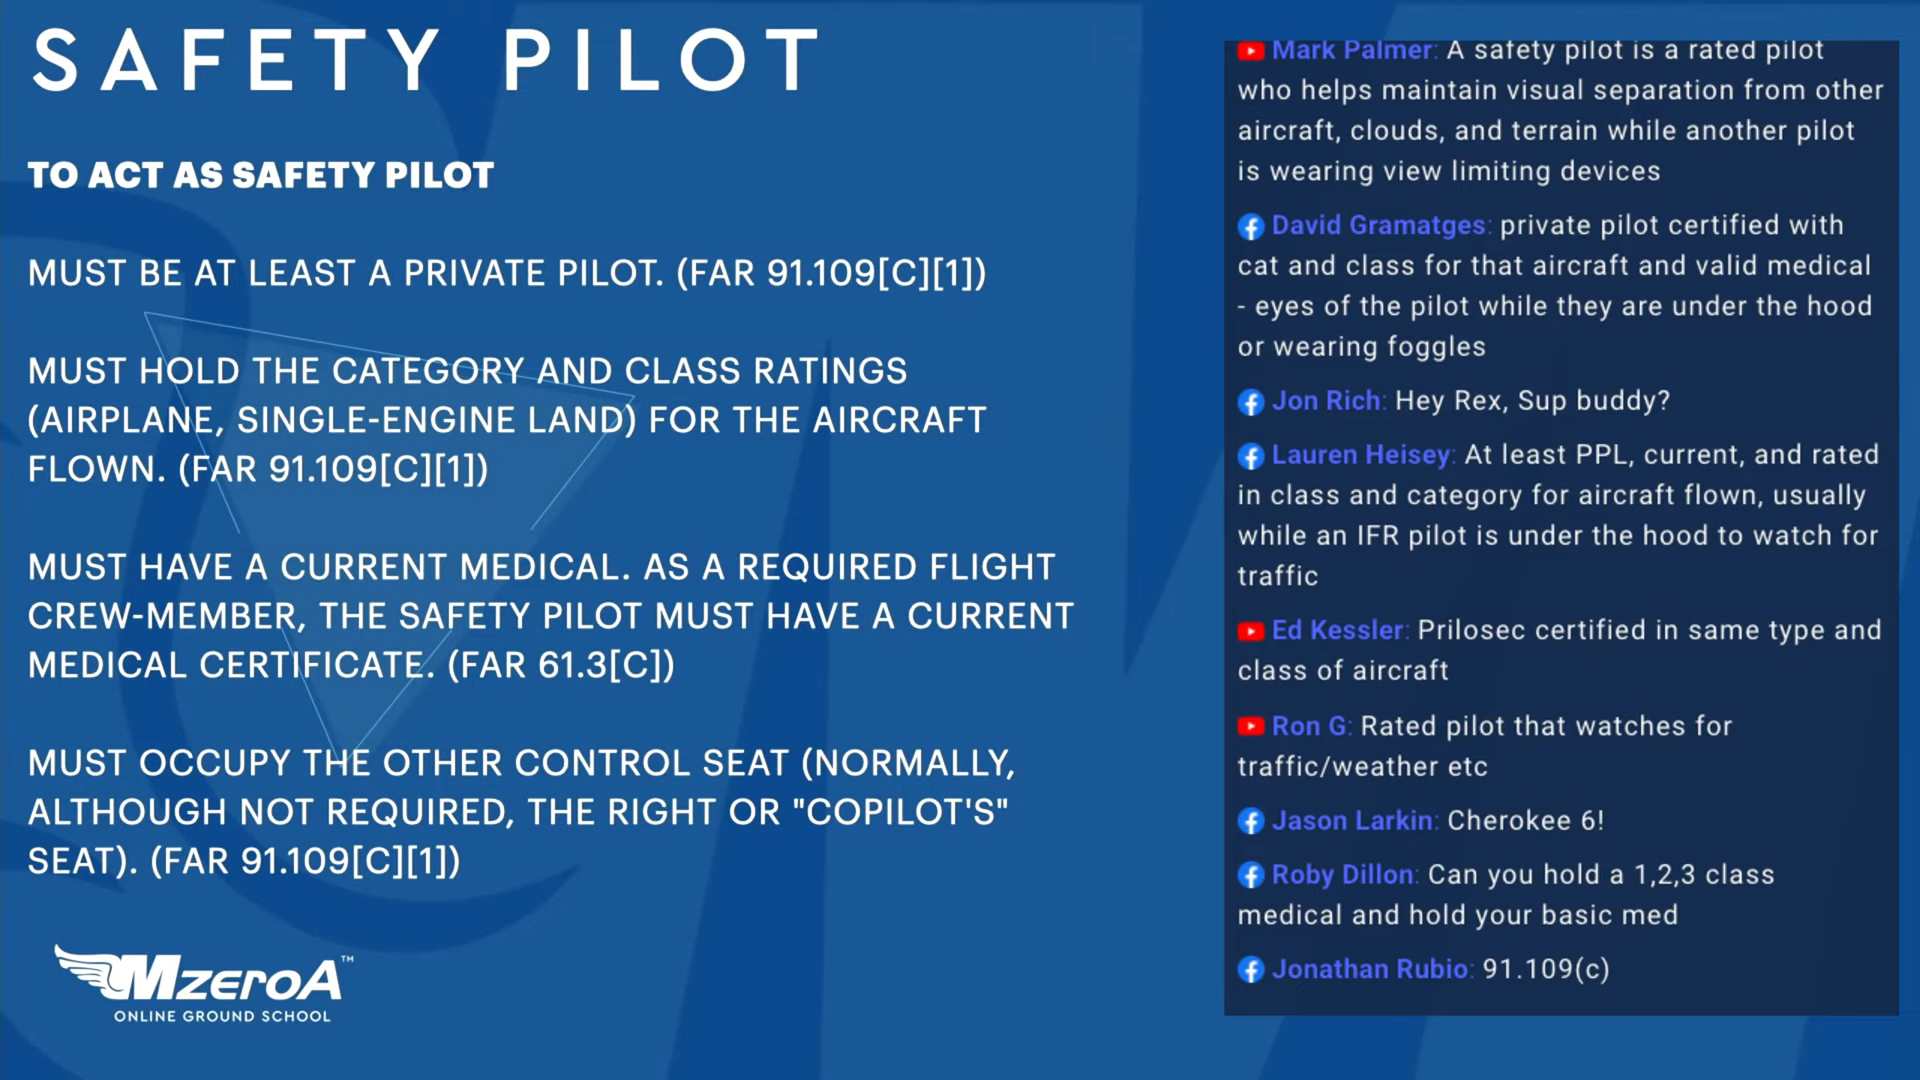 SAFETY PILOT
TO ACT AS SAFETY PILOT
MUST BE AT LEAST A PRIVATE PILOT. (FAR 91.109[C][1])
MUST HOLD THE CATEGORY AND CLASS RATINGS
(AIRPLANE, SINGLE-ENGINE LAND) FOR THE AIRCRAFT
FLOWN. (FAR 91.109[C][1])
MUST HAVE A CURRENT MEDICAL. AS A REQUIRED FLIGHT
CREW-MEMBER, THE SAFETY PILOT MUST HAVE A CURRENT
MEDICAL CERTIFICATE. (FAR 61.3[C])
MUST OCCUPY THE OTHER CONTROL SEAT (NORMALLY,
ALTHOUGH NOT REQUIRED, THE RIGHT OR "COPILOT'S"
SEAT). (FAR 91.109[C][1])
MzeroA™
ONLINE GROUND SCHOOL
Mark Palmer: A safety pilot is a rated pilot
who helps maintain visual separation from other
aircraft, clouds, and terrain while another pilot
is wearing view limiting devices
David Gramatges: private pilot certified with
cat and class for that aircraft and valid medical
- eyes of the pilot while they are under the hood
or wearing foggles
Jon Rich: Hey Rex, Sup buddy?
Lauren Heisey: At least PPL, current, and rated
in class and category for aircraft flown, usually
while an IFR pilot is under the hood to watch for
traffic
Ed Kessler: Prilosec certified in same type and
class of aircraft
Ron G: Rated pilot that watches for
traffic/weather etc
Jason Larkin: Cherokee 6!
Roby Dillon: Can you hold a 1,2,3 class
medical and hold your basic med
Jonathan Rubio: 91.109(c)